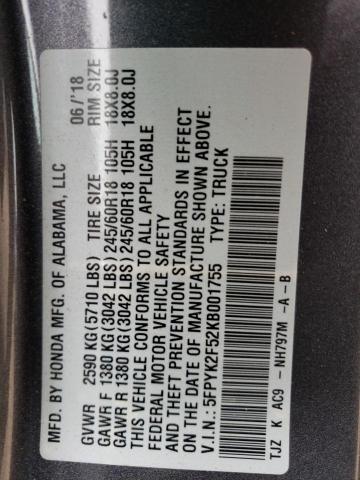 MFD. BY HONDA MFG. OF ALABAMA, LLC 06/'18
GVWR 2590 KG(5710 LBS) TIRE SIZE RIM SIZE
GAWR F 1380 KG(3042 LBS) 245/60R18 105H 18X8.0J
GAWR R 1380 KG(3042 LBS) 245/60R18 105H 18X8.0J
THIS VEHICLE CONFORMS TO ALL APPLICABLE
FEDERAL MOTOR VEHICLE SAFETY
AND THEFT PREVENTION STANDARDS IN EFFECT
ON THE DATE OF MANUFACTURE SHOWN ABOVE.
V.I.N.: 5FPYK2F52KB001755 TYPE: TRUCK
TJZ K AC9 - NH797M -A-B